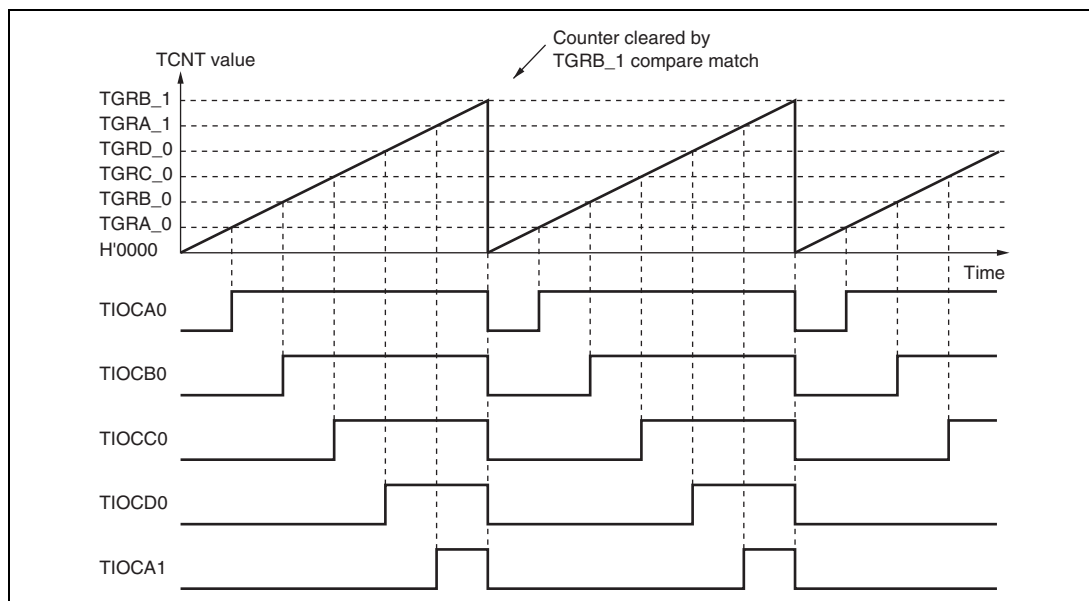 Counter cleared by
TGRB_1 compare match
TCNT value
TGRB_1
TGRA_1
TGRD_0
TGRC_0
TGRB_0
TGRA_0
H'0000
Time
TIOCA0
TIOCB0
TIOCC0
TIOCD0
TIOCA1